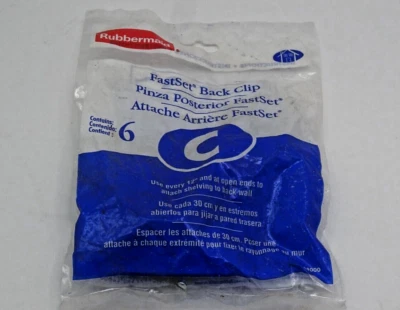 Rubbermaid
FastSet® Back Clip
Pinza Posterior FastSet®
Attache Arrière FastSet®
Contains:
Contenido:
Contient :
6
C
Use every 12" and at open ends to
attach shelving to back wall
Use cada 30 cm y en extremos
abiertos para fijara pared trasera
Espacer les attaches de 30 cm. Poser une
attache à chaque extrémité pour fixer le rayonnage au mur